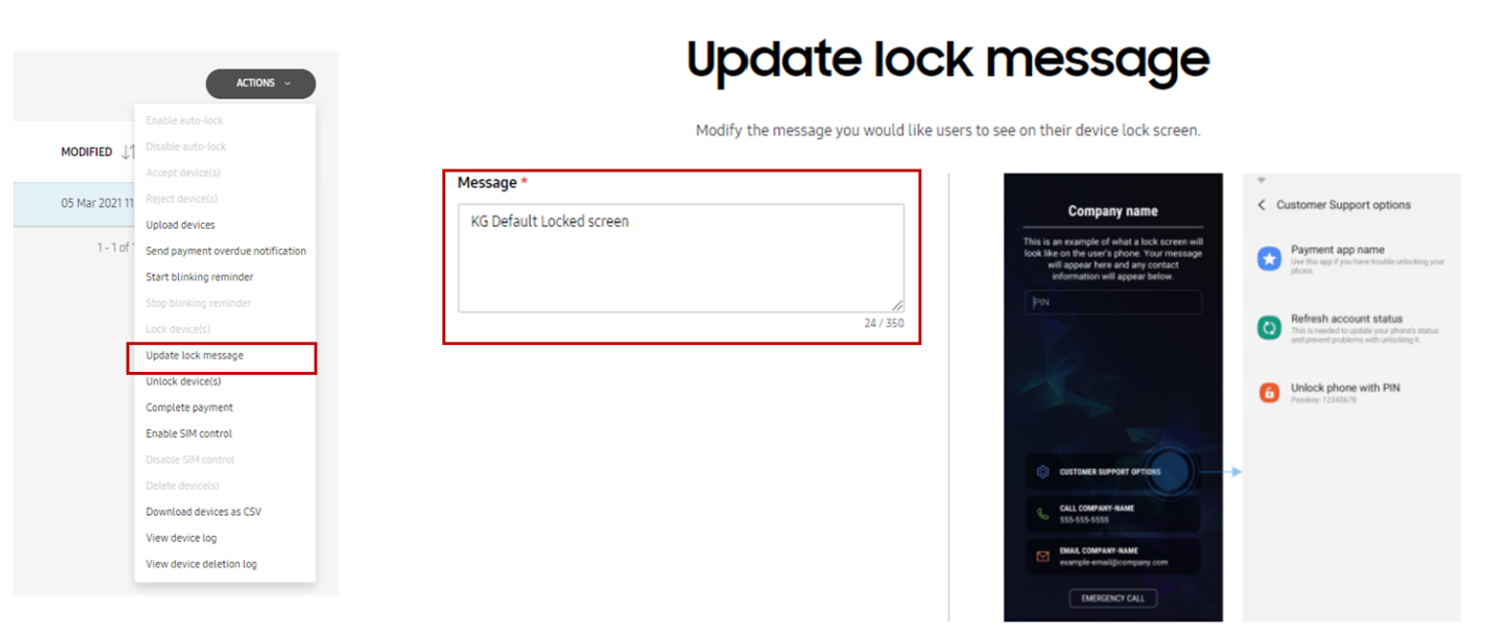 Update lock message
Modify the message you would like users to see on their device lock screen.
ACTIONS
MODIFIED
05 Mar 2021 11
1 - 1 of
Enable auto-lock
Disable auto-lock
Accept device(s)
Reject device(s)
Upload devices
Send payment overdue notification
Start blinking reminder
Stop blinking reminder
Lock device(s)
Update lock message
Unlock device(s)
Complete payment
Enable SIM control
Disable SIM control
Delete device(s)
Download devices as CSV
View device log
View device deletion log
Message *
KG Default Locked screen
24 / 350
Company name
This is an example of what a lock screen will
look like on the user's phone. Your message
will appear here and any contact
information will appear below.
PIN
CUSTOMER SUPPORT OPTIONS
CALL COMPANY-NAME
555-555-5555
EMAIL COMPANY-NAME
example-email@company.com
EMERGENCY CALL
Customer Support options
Payment app name
Use this app if you have trouble unlocking your
phone.
Refresh account status
This is needed to update your phone's status
and prevent problems with unlocking it.
Unlock phone with PIN
Passkey: 12345678